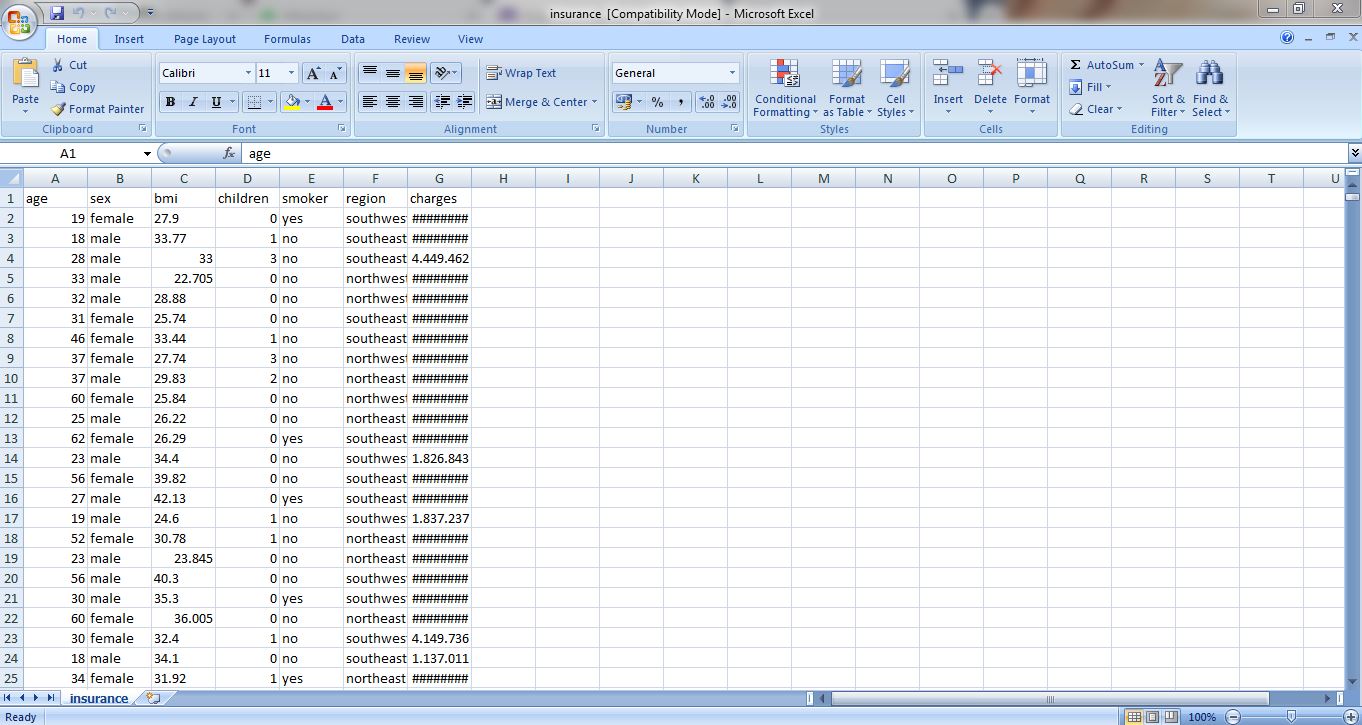 insurance [Compatibility Mode] - Microsoft Excel
Home Insert Page Layout Formulas Data Review View
Paste Cut Calibri 11 Wrap Text General Conditional Formatting Format as Table Cell Styles Insert Delete Format AutoSum Sort & Filter Find & Select
Copy Fill
Format Painter B I U A Merge & Center % , Clear
Clipboard Font Alignment Number Styles Cells Editing
A1 fx age
A B C D E F G H I J K L M N O P Q R S T U
1 age sex bmi children smoker region charges
2 19 female 27.9 0 yes southwes ########
3 18 male 33.77 1 no southeast ########
4 28 male 33 3 no southeast 4.449.462
5 33 male 22.705 0 no northwest ########
6 32 male 28.88 0 no northwest ########
7 31 female 25.74 0 no southeast ########
8 46 female 33.44 1 no southeast ########
9 37 female 27.74 3 no northwest ########
10 37 male 29.83 2 no northeast ########
11 60 female 25.84 0 no northwest ########
12 25 male 26.22 0 no northeast ########
13 62 female 26.29 0 yes southeast ########
14 23 male 34.4 0 no southwes 1.826.843
15 56 female 39.82 0 no southeast ########
16 27 male 42.13 0 yes southeast ########
17 19 male 24.6 1 no southwes 1.837.237
18 52 female 30.78 1 no northeast ########
19 23 male 23.845 0 no northeast ########
20 56 male 40.3 0 no southwes ########
21 30 male 35.3 0 yes southwes ########
22 60 female 36.005 0 no northeast ########
23 30 female 32.4 1 no southwes 4.149.736
24 18 male 34.1 0 no southeast 1.137.011
25 34 female 31.92 1 yes northeast ########
insurance
Ready 100%